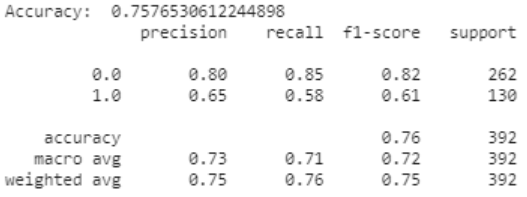 Accuracy:  0.7576530612244898
              precision    recall  f1-score   support

         0.0       0.80      0.85      0.82       262
         1.0       0.65      0.58      0.61       130

    accuracy                           0.76       392
   macro avg       0.73      0.71      0.72       392
weighted avg       0.75      0.76      0.75       392